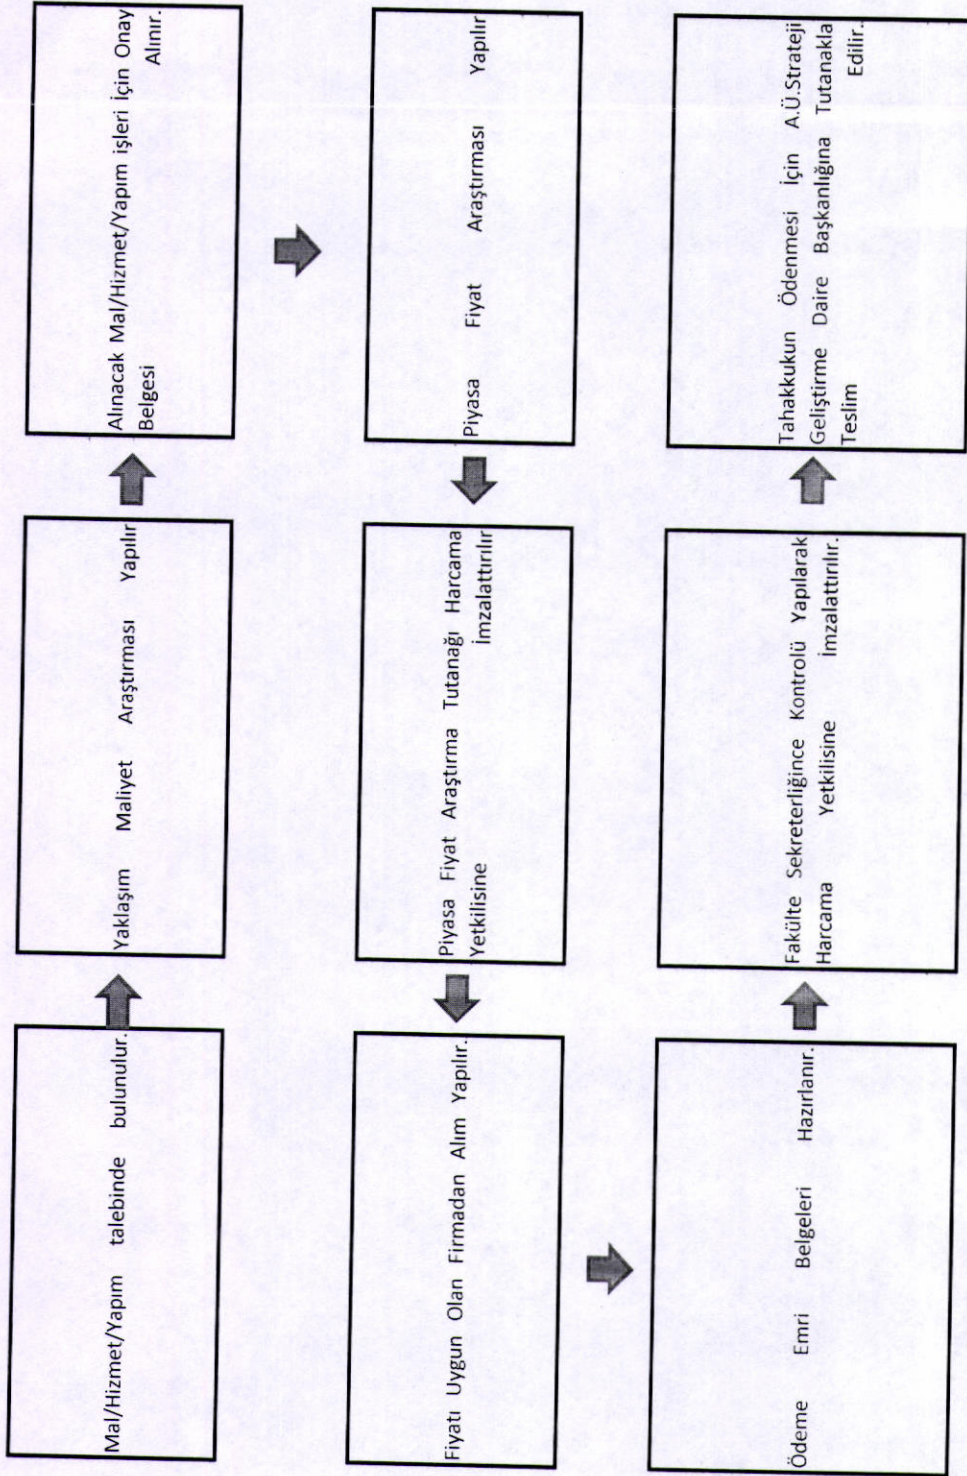 Mal/Hizmet/Yapım talebinde bulunulur.
Yaklaşım Maliyet Araştırması Yapılır
Alınacak Mal/Hizmet/Yapım işleri İçin Onay
Belgesi Alınır.
Piyasa Fiyat Araştırması Yapılır
Piyasa Fiyat Araştırma Tutanağı Harcama
Yetkilisine İmzalattırılır
Fiyatı Uygun Olan Firmadan Alım Yapılır.
Ödeme Emri Belgeleri Hazırlanır.
Fakülte Sekreterliğince Kontrolü Yapılarak
Harcama Yetkilisine İmzalattırılır.
Tahakkukun Ödenmesi İçin A.Ü.Strateji
Geliştirme Daire Başkanlığına Tutanakla
Teslim Edilir.